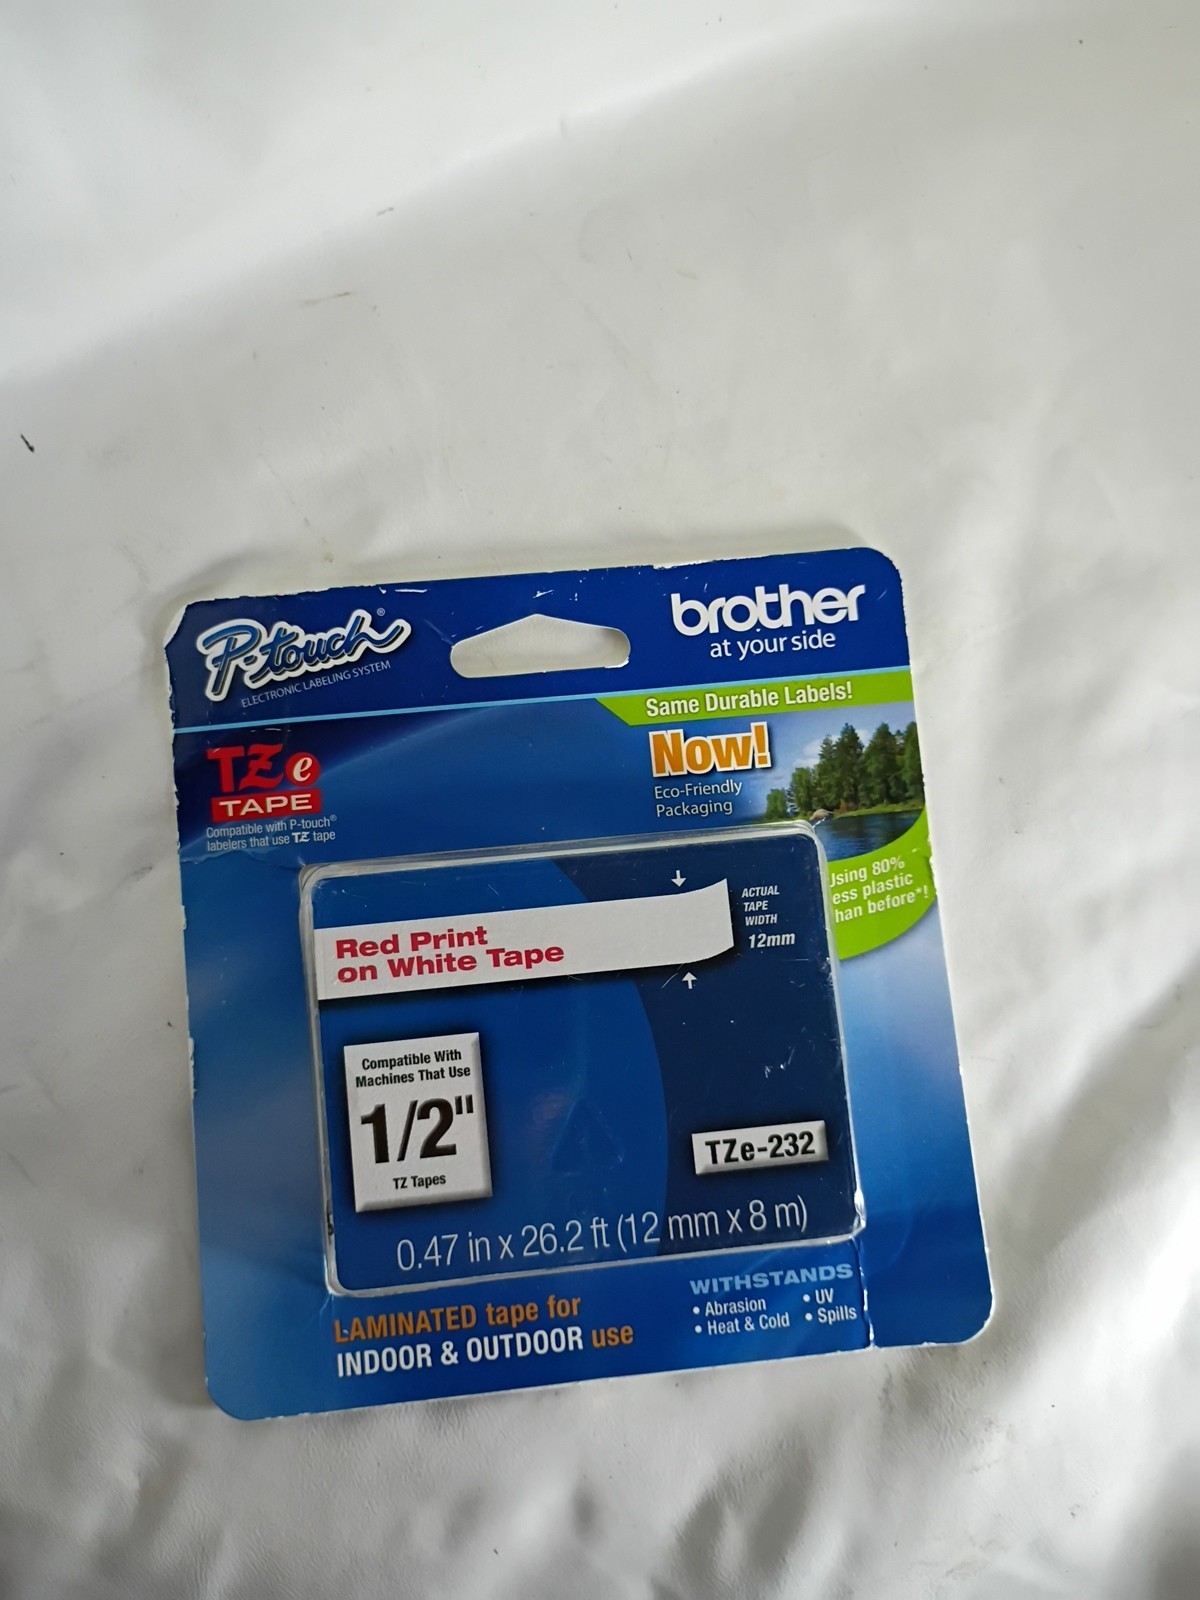 P-touch®
ELECTRONIC LABELING SYSTEM
brother
at your side
Same Durable Labels!
Now!
Eco-Friendly
Packaging
TZe
TAPE
Compatible with P-touch®
labelers that use TZ tape
Using 80%
less plastic
than before*!
Red Print
on White Tape
ACTUAL
TAPE
WIDTH
12mm
Compatible With
Machines That Use
1/2"
TZ Tapes
TZe-232
0.47 in x 26.2 ft (12 mm x 8 m)
LAMINATED tape for
INDOOR & OUTDOOR use
WITHSTANDS
• Abrasion
• UV
• Heat & Cold
• Spills